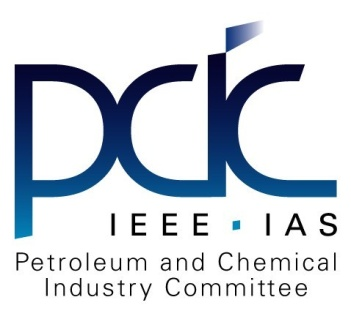 pcic
IEEE · IAS
Petroleum and Chemical
Industry Committee